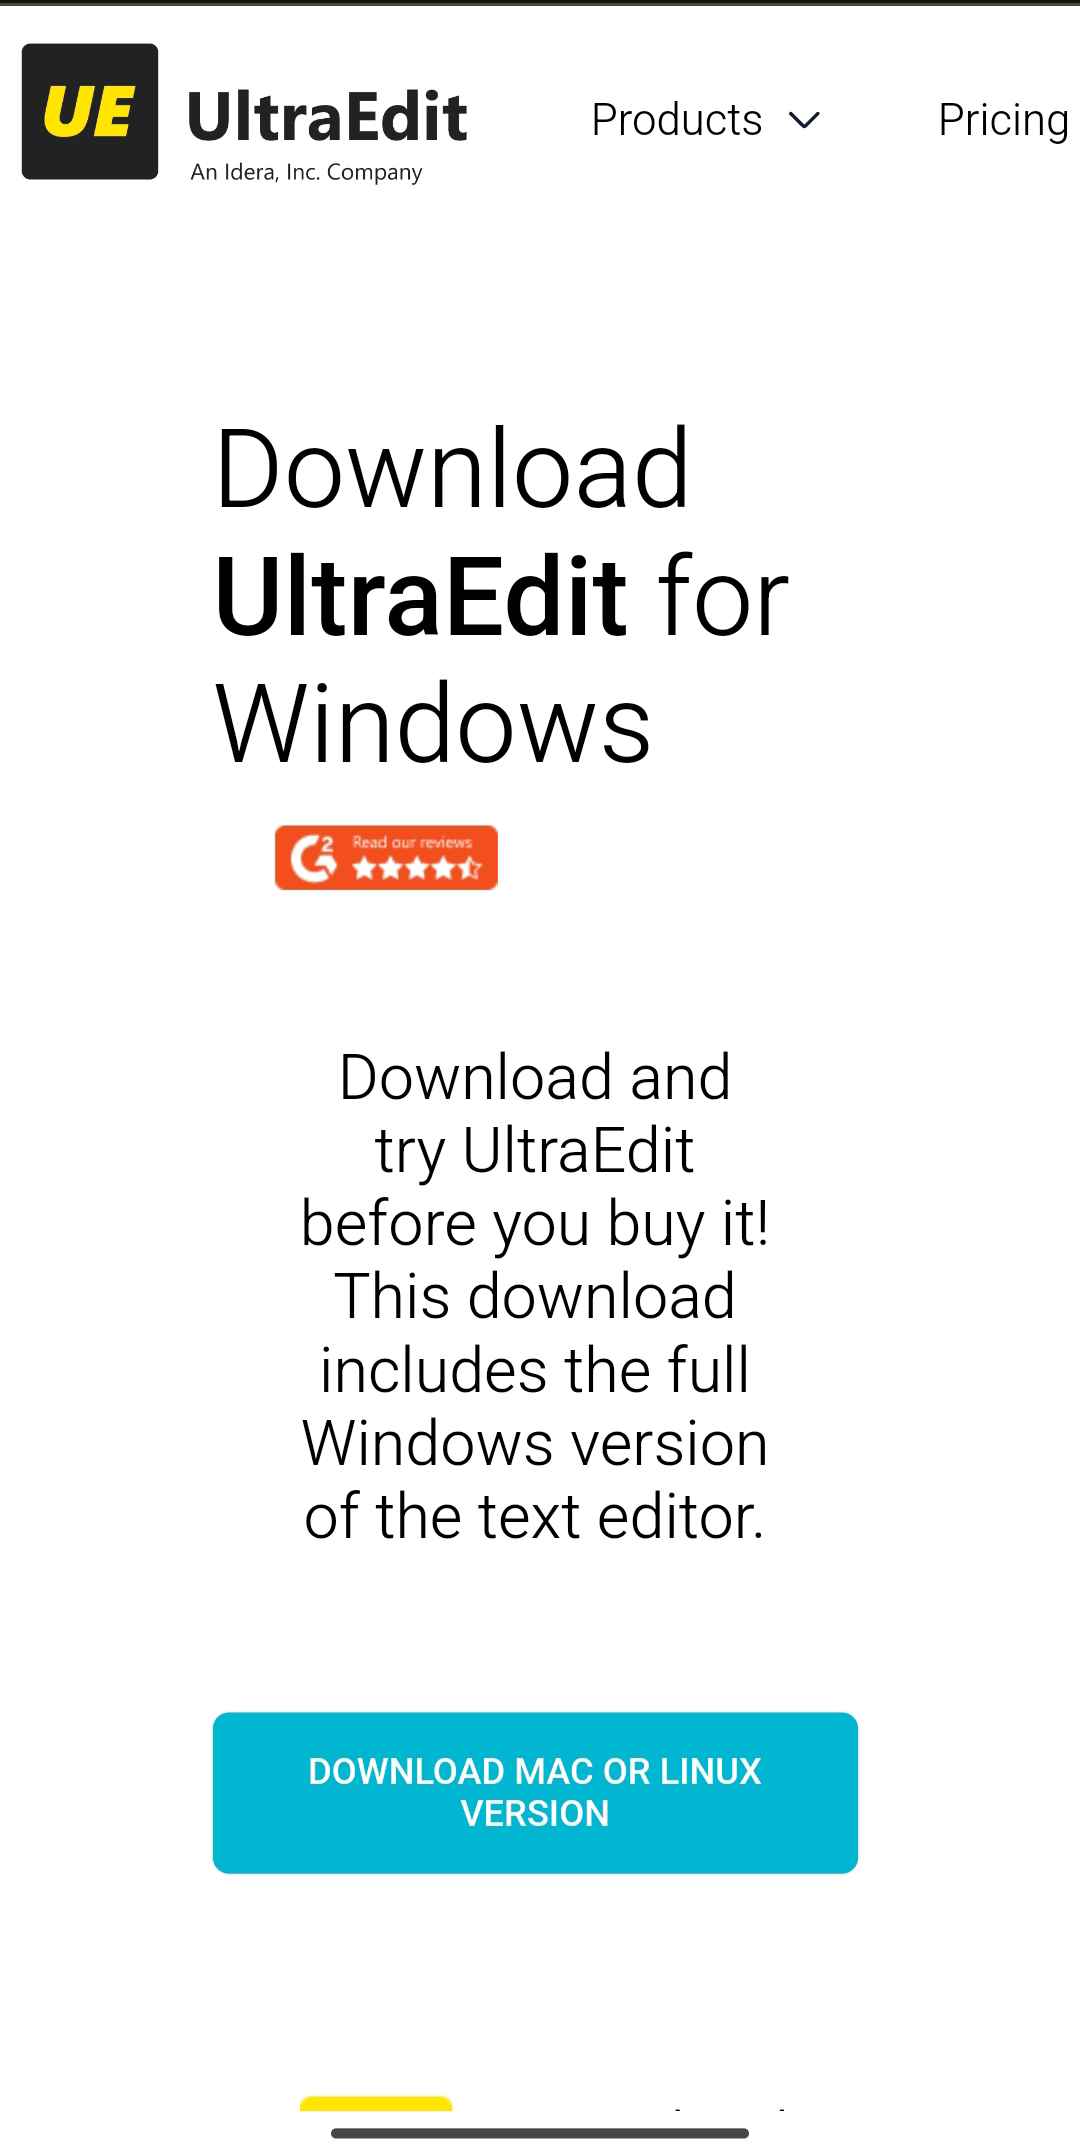 UE
UltraEdit
An Idera, Inc. Company
Products
Pricing
Download
UltraEdit for
Windows
G2
Read our reviews
Download and
try UltraEdit
before you buy it!
This download
includes the full
Windows version
of the text editor.
DOWNLOAD MAC OR LINUX
VERSION